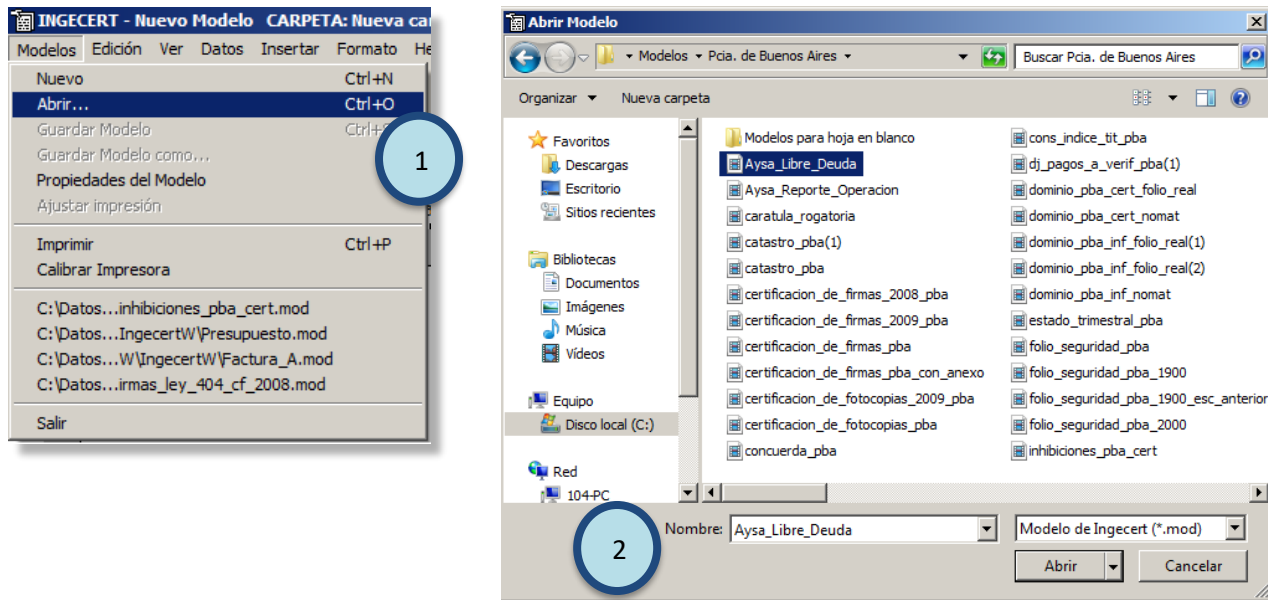 INGECERT - Nuevo Modelo CARPETA: Nueva car
Modelos Edición Ver Datos Insertar Formato He
Nuevo Ctrl+N
Abrir... Ctrl+O
Guardar Modelo Ctrl+
Guardar Modelo como...
Propiedades del Modelo
Ajustar impresión
Imprimir Ctrl+P
Calibrar Impresora
C:\Datos...inhibiciones_pba_cert.mod
C:\Datos...IngecertW\Presupuesto.mod
C:\Datos...W\IngecertW\Factura_A.mod
C:\Datos...irmas_ley_404_cf_2008.mod
Salir
1
Abrir Modelo
Modelos Pcia. de Buenos Aires Buscar Pcia. de Buenos Aires
Organizar Nueva carpeta
Favoritos
Descargas
Escritorio
Sitios recientes
Bibliotecas
Documentos
Imágenes
Música
Vídeos
Equipo
Disco local (C:)
Red
104-PC
Modelos para hoja en blanco
Aysa_Libre_Deuda
Aysa_Reporte_Operacion
caratula_rogatoria
catastro_pba(1)
catastro_pba
certificacion_de_firmas_2008_pba
certificacion_de_firmas_2009_pba
certificacion_de_firmas_pba
certificacion_de_firmas_pba_con_anexo
certificacion_de_fotocopias_2009_pba
certificacion_de_fotocopias_pba
concuerda_pba
cons_indice_tit_pba
dj_pagos_a_verif_pba(1)
dominio_pba_cert_folio_real
dominio_pba_cert_nomat
dominio_pba_inf_folio_real(1)
dominio_pba_inf_folio_real(2)
dominio_pba_inf_nomat
estado_trimestral_pba
folio_seguridad_pba
folio_seguridad_pba_1900
folio_seguridad_pba_1900_esc_anterior
folio_seguridad_pba_2000
inhibiciones_pba_cert
2
Nombre: Aysa_Libre_Deuda Modelo de Ingecert (*.mod)
Abrir Cancelar